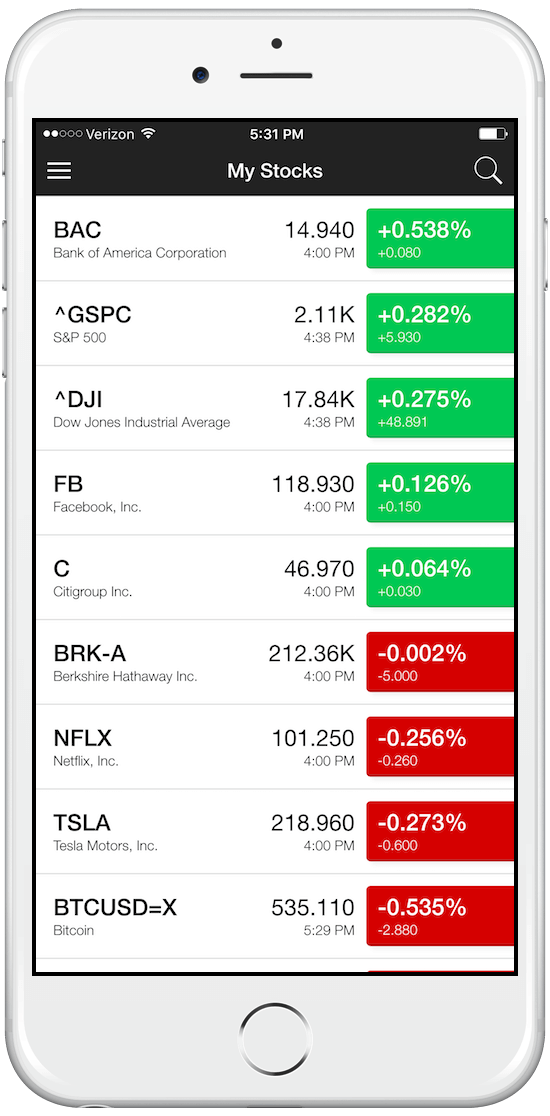 Verizon 5:31 PM
My Stocks
BAC 14.940 +0.538%
Bank of America Corporation 4:00 PM +0.080
^GSPC 2.11K +0.282%
S&P 500 4:38 PM +5.930
^DJI 17.84K +0.275%
Dow Jones Industrial Average 4:38 PM +48.891
FB 118.930 +0.126%
Facebook, Inc. 4:00 PM +0.150
C 46.970 +0.064%
Citigroup Inc. 4:00 PM +0.030
BRK-A 212.36K -0.002%
Berkshire Hathaway Inc. 4:00 PM -5.000
NFLX 101.250 -0.256%
Netflix, Inc. 4:00 PM -0.260
TSLA 218.960 -0.273%
Tesla Motors, Inc. 4:00 PM -0.600
BTCUSD=X 535.110 -0.535%
Bitcoin 5:29 PM -2.880